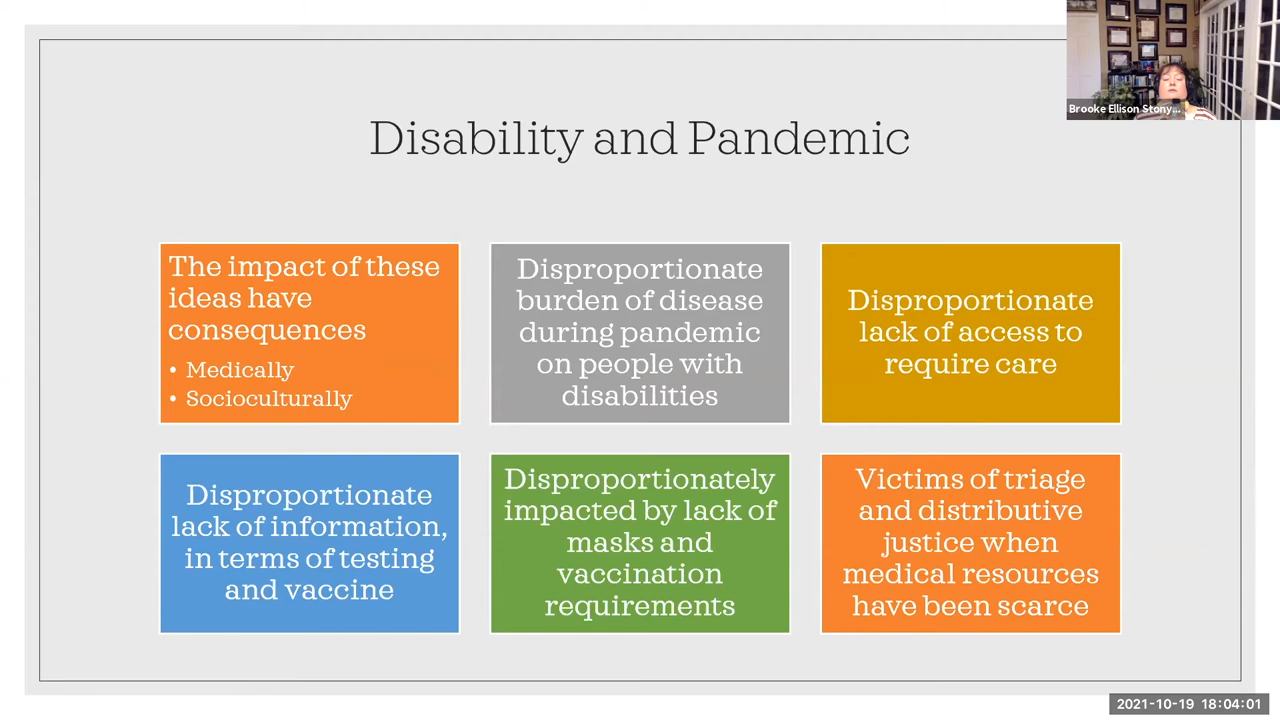 Brooke Ellison Stony...
Disability and Pandemic
The impact of these
ideas have
consequences
• Medically
• Socioculturally
Disproportionate
burden of disease
during pandemic
on people with
disabilities
Disproportionate
lack of access to
require care
Disproportionate
lack of information,
in terms of testing
and vaccine
Disproportionately
impacted by lack of
masks and
vaccination
requirements
Victims of triage
and distributive
justice when
medical resources
have been scarce
2021-10-19 18:04:01